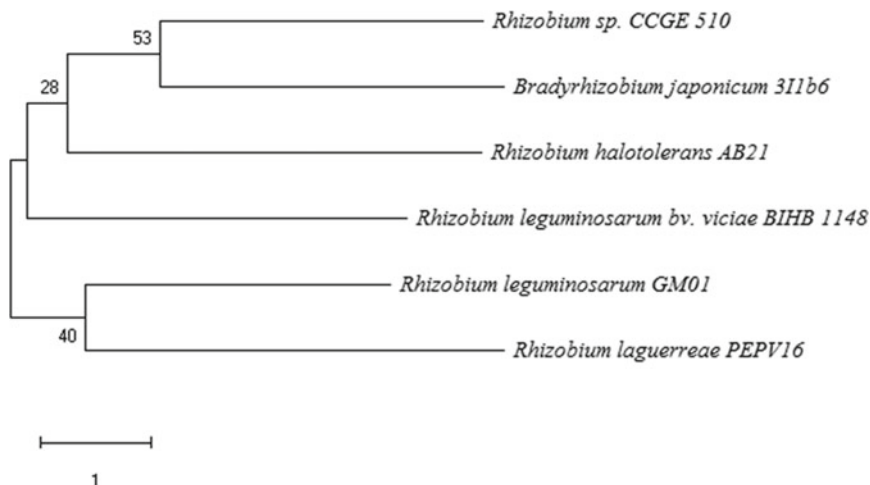 Rhizobium sp. CCGE 510
53
Bradyrhizobium japonicum 3I1b6
28
Rhizobium halotolerans AB21
Rhizobium leguminosarum bv. viciae BIHB 1148
Rhizobium leguminosarum GM01
40
Rhizobium laguerreae PEPV16
1